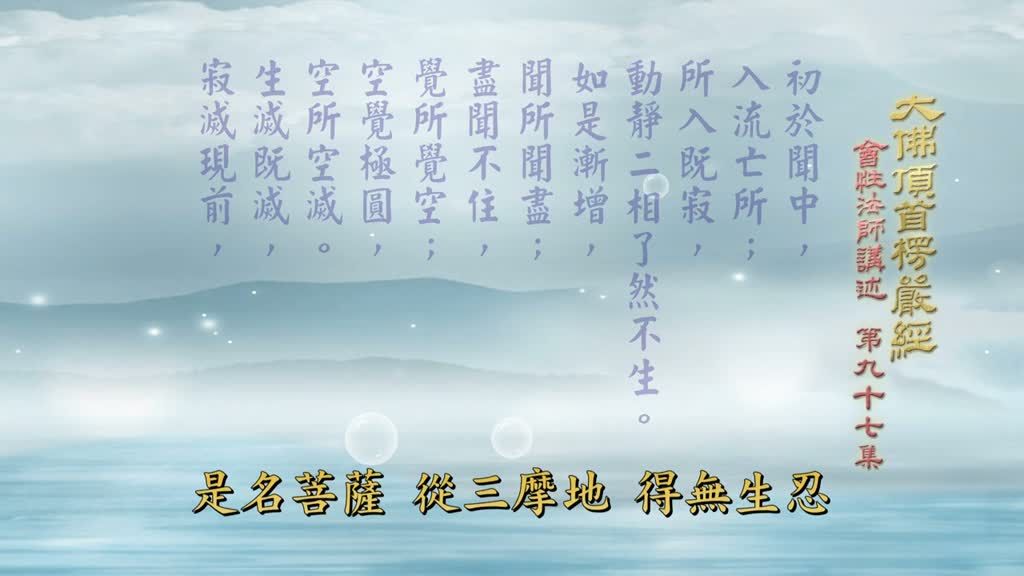 大佛頂首楞嚴經
會性法師講述 第九十七集
初於聞中，
入流亡所；
所入既寂，
動靜二相了然不生。
如是漸增，
聞所聞盡；
盡聞不住，
覺所覺空；
空覺極圓，
空所空滅。
生滅既滅，
寂滅現前，
是名菩薩 從三摩地 得無生忍